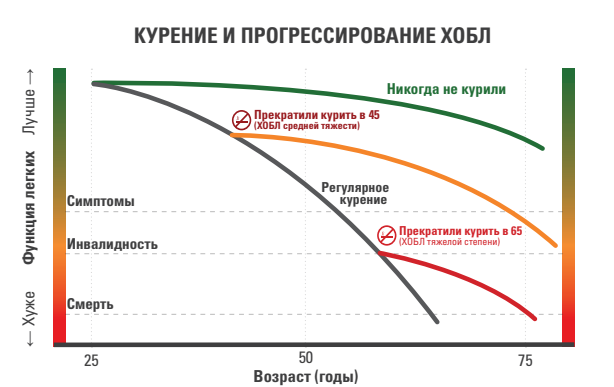 КУРЕНИЕ И ПРОГРЕССИРОВАНИЕ ХОБЛ
Никогда не курили
Прекратили курить в 45
(ХОБЛ средней тяжести)
Регулярное
курение
Прекратили курить в 65
(ХОБЛ тяжелой степени)
Симптомы
Инвалидность
Смерть
← Хуже Функция легких Лучше →
25 50 75
Возраст (годы)